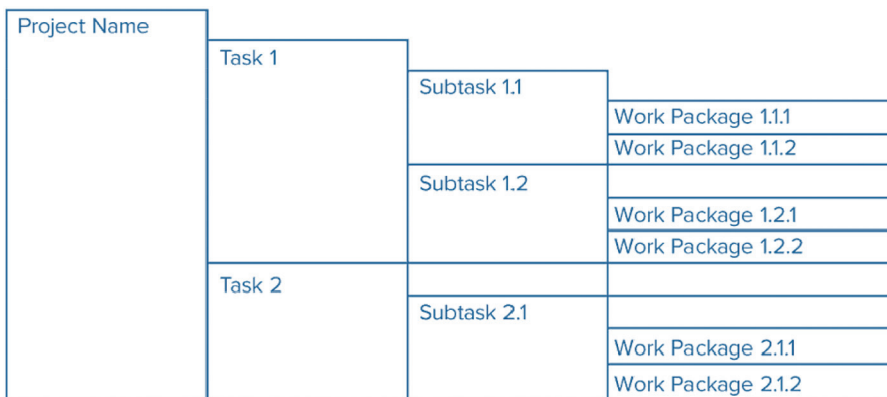 Project Name
Task 1
Subtask 1.1
Work Package 1.1.1
Work Package 1.1.2
Subtask 1.2
Work Package 1.2.1
Work Package 1.2.2
Task 2
Subtask 2.1
Work Package 2.1.1
Work Package 2.1.2